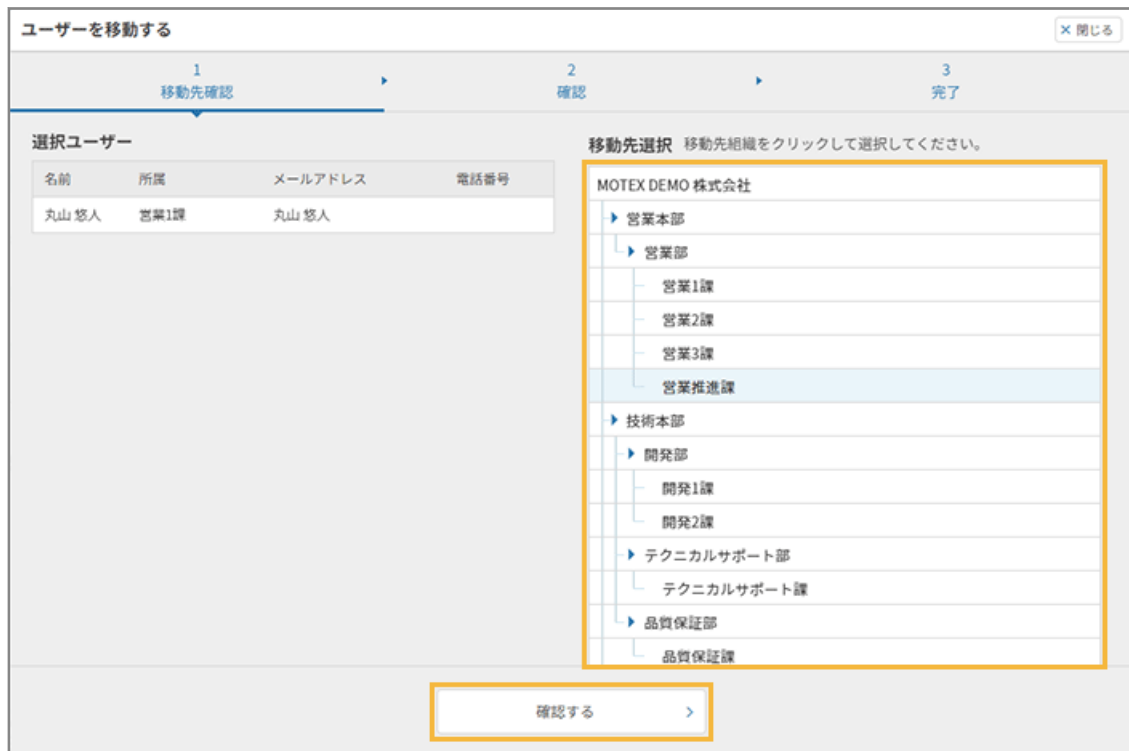 ユーザーを移動する
× 閉じる
1
移動先確認
2
確認
3
完了
選択ユーザー
名前 所属 メールアドレス 電話番号
丸山 悠人 営業1課 丸山 悠人
移動先選択 移動先組織をクリックして選択してください。
MOTEX DEMO 株式会社
営業本部
営業部
営業1課
営業2課
営業3課
営業推進課
技術本部
開発部
開発1課
開発2課
テクニカルサポート部
テクニカルサポート課
品質保証部
品質保証課
確認する